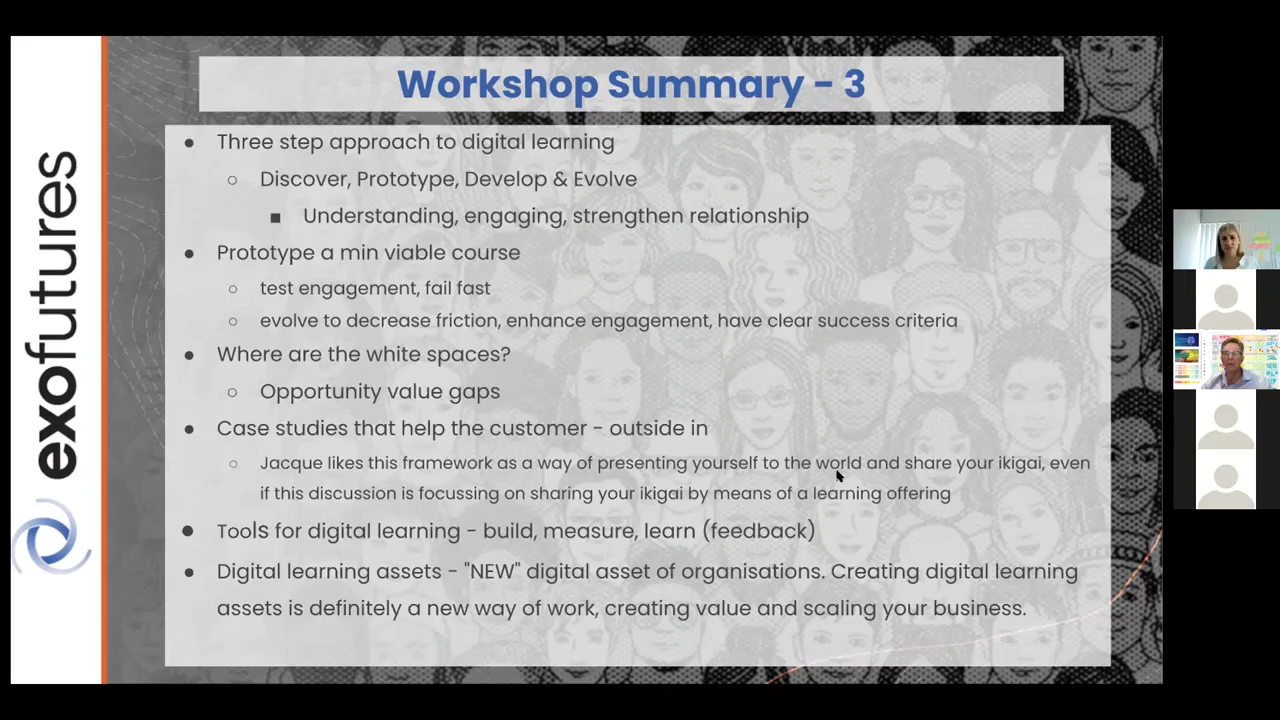 Workshop Summary - 3
● Three step approach to digital learning
○ Discover, Prototype, Develop & Evolve
■ Understanding, engaging, strengthen relationship
● Prototype a min viable course
○ test engagement, fail fast
○ evolve to decrease friction, enhance engagement, have clear success criteria
● Where are the white spaces?
○ Opportunity value gaps
● Case studies that help the customer - outside in
○ Jacque likes this framework as a way of presenting yourself to the world and share your ikigai, even
if this discussion is focussing on sharing your ikigai by means of a learning offering
● Tools for digital learning - build, measure, learn (feedback)
● Digital learning assets - "NEW" digital asset of organisations. Creating digital learning
assets is definitely a new way of work, creating value and scaling your business.
exofutures